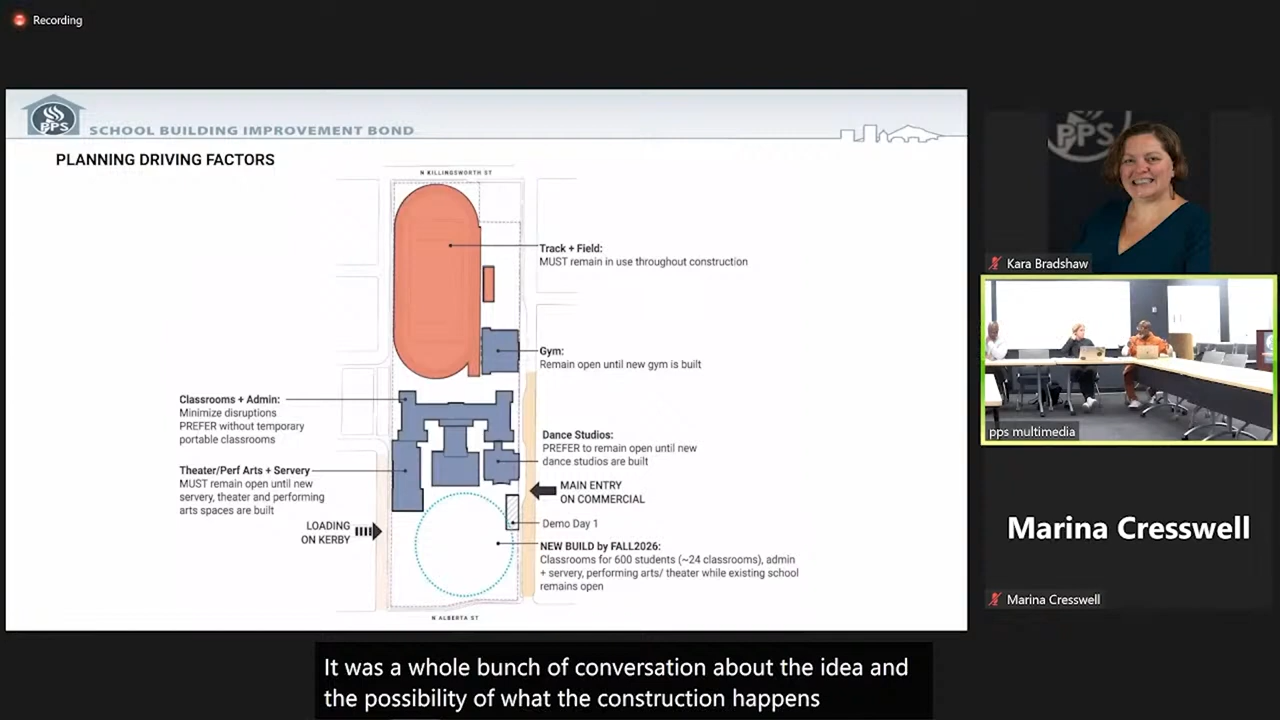 Recording
PPS
SCHOOL BUILDING IMPROVEMENT BOND
PLANNING DRIVING FACTORS
N KILLINGSWORTH ST
Track + Field:
MUST remain in use throughout construction
Gym:
Remain open until new gym is built
Classrooms + Admin:
Minimize disruptions
PREFER without temporary
portable classrooms
Dance Studios:
PREFER to remain open until new
dance studios are built
Theater/Perf Arts + Servery
MUST remain open until new
servery, theater and performing
arts spaces are built
MAIN ENTRY
ON COMMERCIAL
LOADING
ON KERBY
Demo Day 1
NEW BUILD by FALL2026:
Classrooms for 600 students (~24 classrooms), admin
+ servery, performing arts/ theater while existing school
remains open
N ALBERTA ST
PPS
Kara Bradshaw
pps multimedia
Marina Cresswell
Marina Cresswell
It was a whole bunch of conversation about the idea and
the possibility of what the construction happens